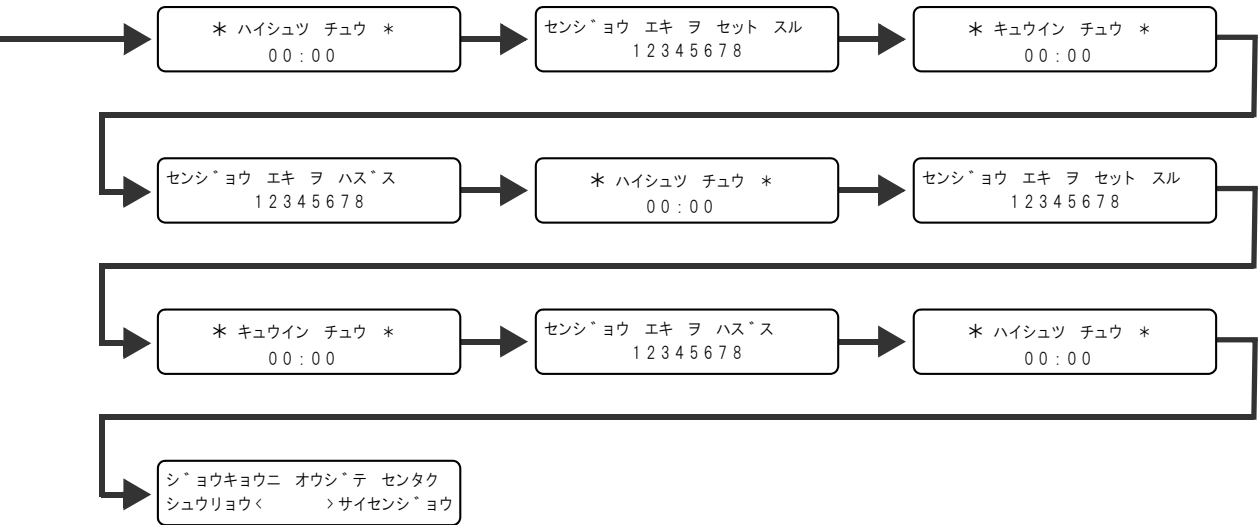 * ハイシュツ チュウ *
00:00
センシ゛ョウ エキ ヲ セット スル
12345678
* キュウイン チュウ *
00:00
センシ゛ョウ エキ ヲ ハス゛ス
12345678
* ハイシュツ チュウ *
00:00
センシ゛ョウ エキ ヲ セット スル
12345678
* キュウイン チュウ *
00:00
センシ゛ョウ エキ ヲ ハス゛ス
12345678
* ハイシュツ チュウ *
00:00
シ゛ョウキョウニ オウシ゛テ センタク
シュウリョウ< >サイセンシ゛ョウ